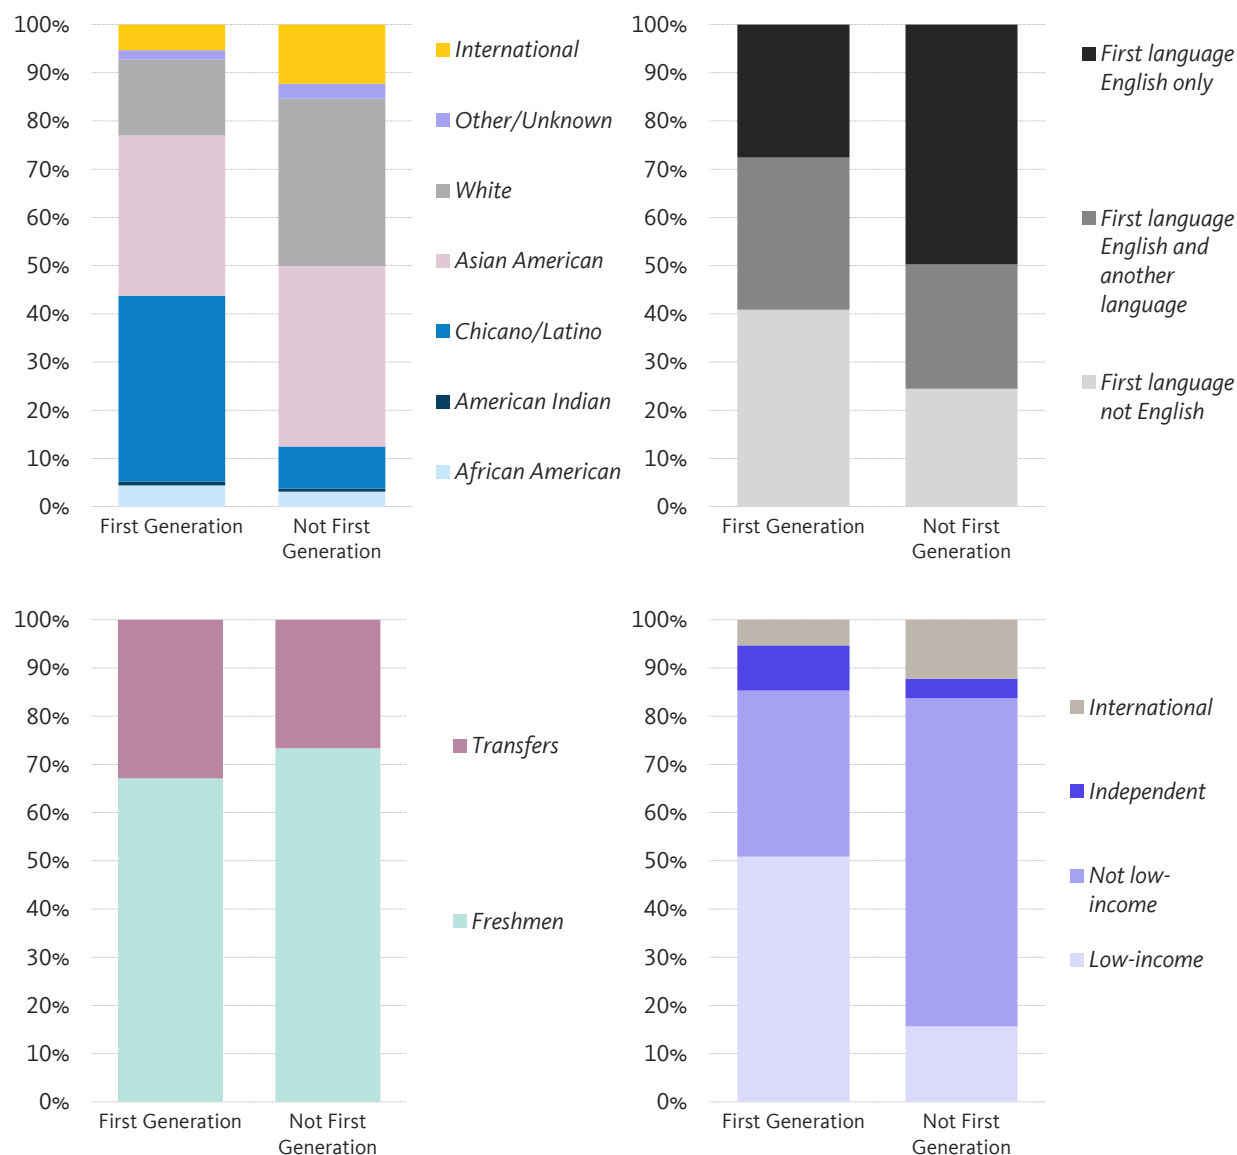 100%
90%
80%
70%
60%
50%
40%
30%
20%
10%
0%
First Generation
Not First
Generation
International
Other/Unknown
White
Asian American
Chicano/Latino
American Indian
African American
100%
90%
80%
70%
60%
50%
40%
30%
20%
10%
0%
First Generation
Not First
Generation
First language
English only
First language
English and
another
language
First language
not English
100%
90%
80%
70%
60%
50%
40%
30%
20%
10%
0%
First Generation
Not First
Generation
Transfers
Freshmen
100%
90%
80%
70%
60%
50%
40%
30%
20%
10%
0%
First Generation
Not First
Generation
International
Independent
Not low-
income
Low-income